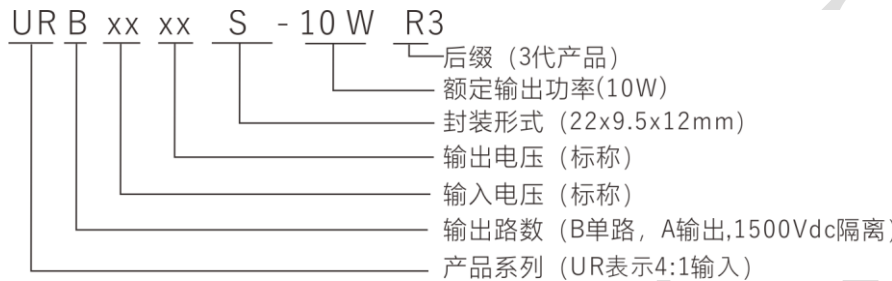 UR B xx xx S - 10 W R3
后缀（3代产品）
额定输出功率(10W)
封装形式（22x9.5x12mm）
输出电压（标称）
输入电压（标称）
输出路数（B单路，A输出,1500Vdc隔离）
产品系列（UR表示4:1输入）